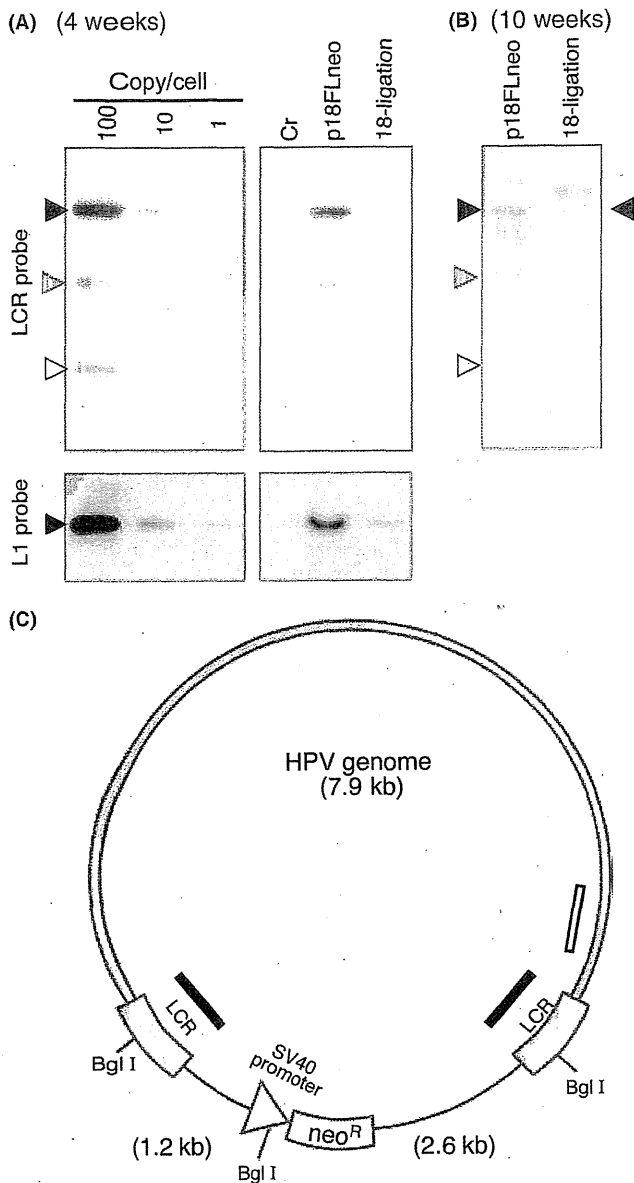 (A) (4 weeks)
(B) (10 weeks)
Copy/cell
100 10 1
Cr p18FLneo 18-ligation
p18FLneo 18-ligation
LCR probe
L1 probe
(C)
HPV genome
(7.9 kb)
LCR
LCR
Bgl I
SV40
promoter
Bgl I
(1.2 kb)
neoR
(2.6 kb)
Bgl I